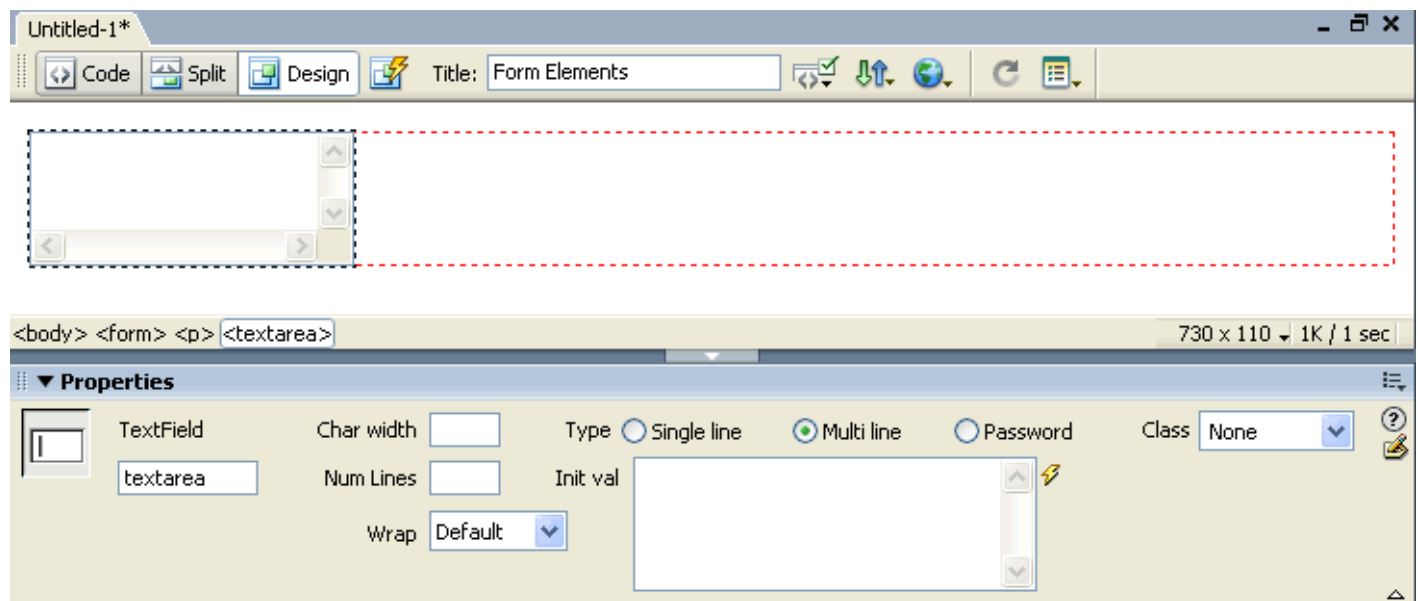 Untitled-1*
Code Split Design Title: Form Elements
<body> <form> <p> <textarea> 730 x 110 1K / 1 sec
Properties
TextField Char width Type Single line Multi line Password Class None
textarea Num Lines Init val
Wrap Default